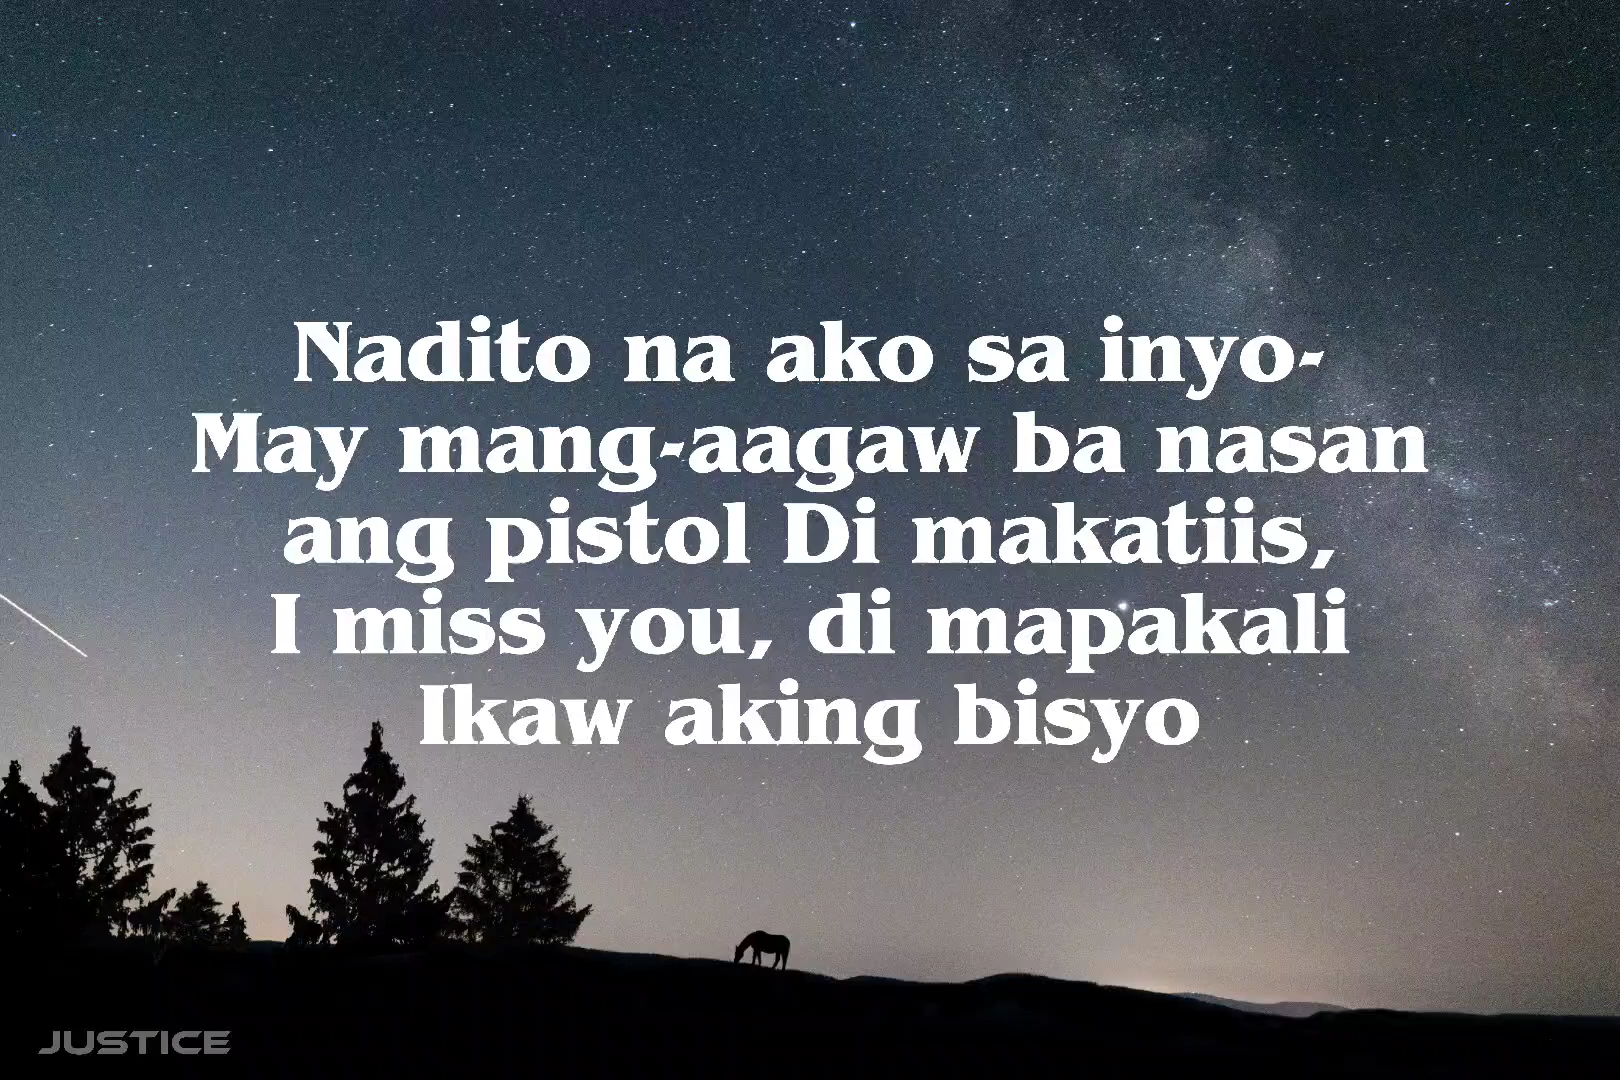 Nadito na ako sa inyo-
May mang-aagaw ba nasan
ang pistol Di makatiis,
I miss you, di mapakali
Ikaw aking bisyo
JUSTICE